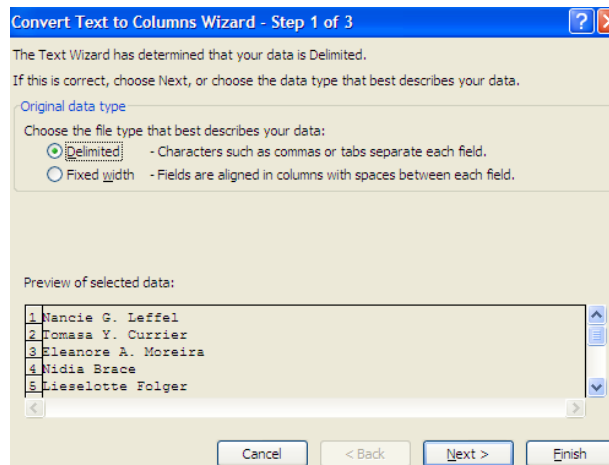 Convert Text to Columns Wizard - Step 1 of 3
The Text Wizard has determined that your data is Delimited.
If this is correct, choose Next, or choose the data type that best describes your data.
Original data type
Choose the file type that best describes your data:
Delimited - Characters such as commas or tabs separate each field.
Fixed width - Fields are aligned in columns with spaces between each field.
Preview of selected data:
1 Nancie G. Leffel
2 Tomasa Y. Currier
3 Eleanore A. Moreira
4 Nidia Brace
5 Lieselotte Folger
Cancel < Back Next > Finish